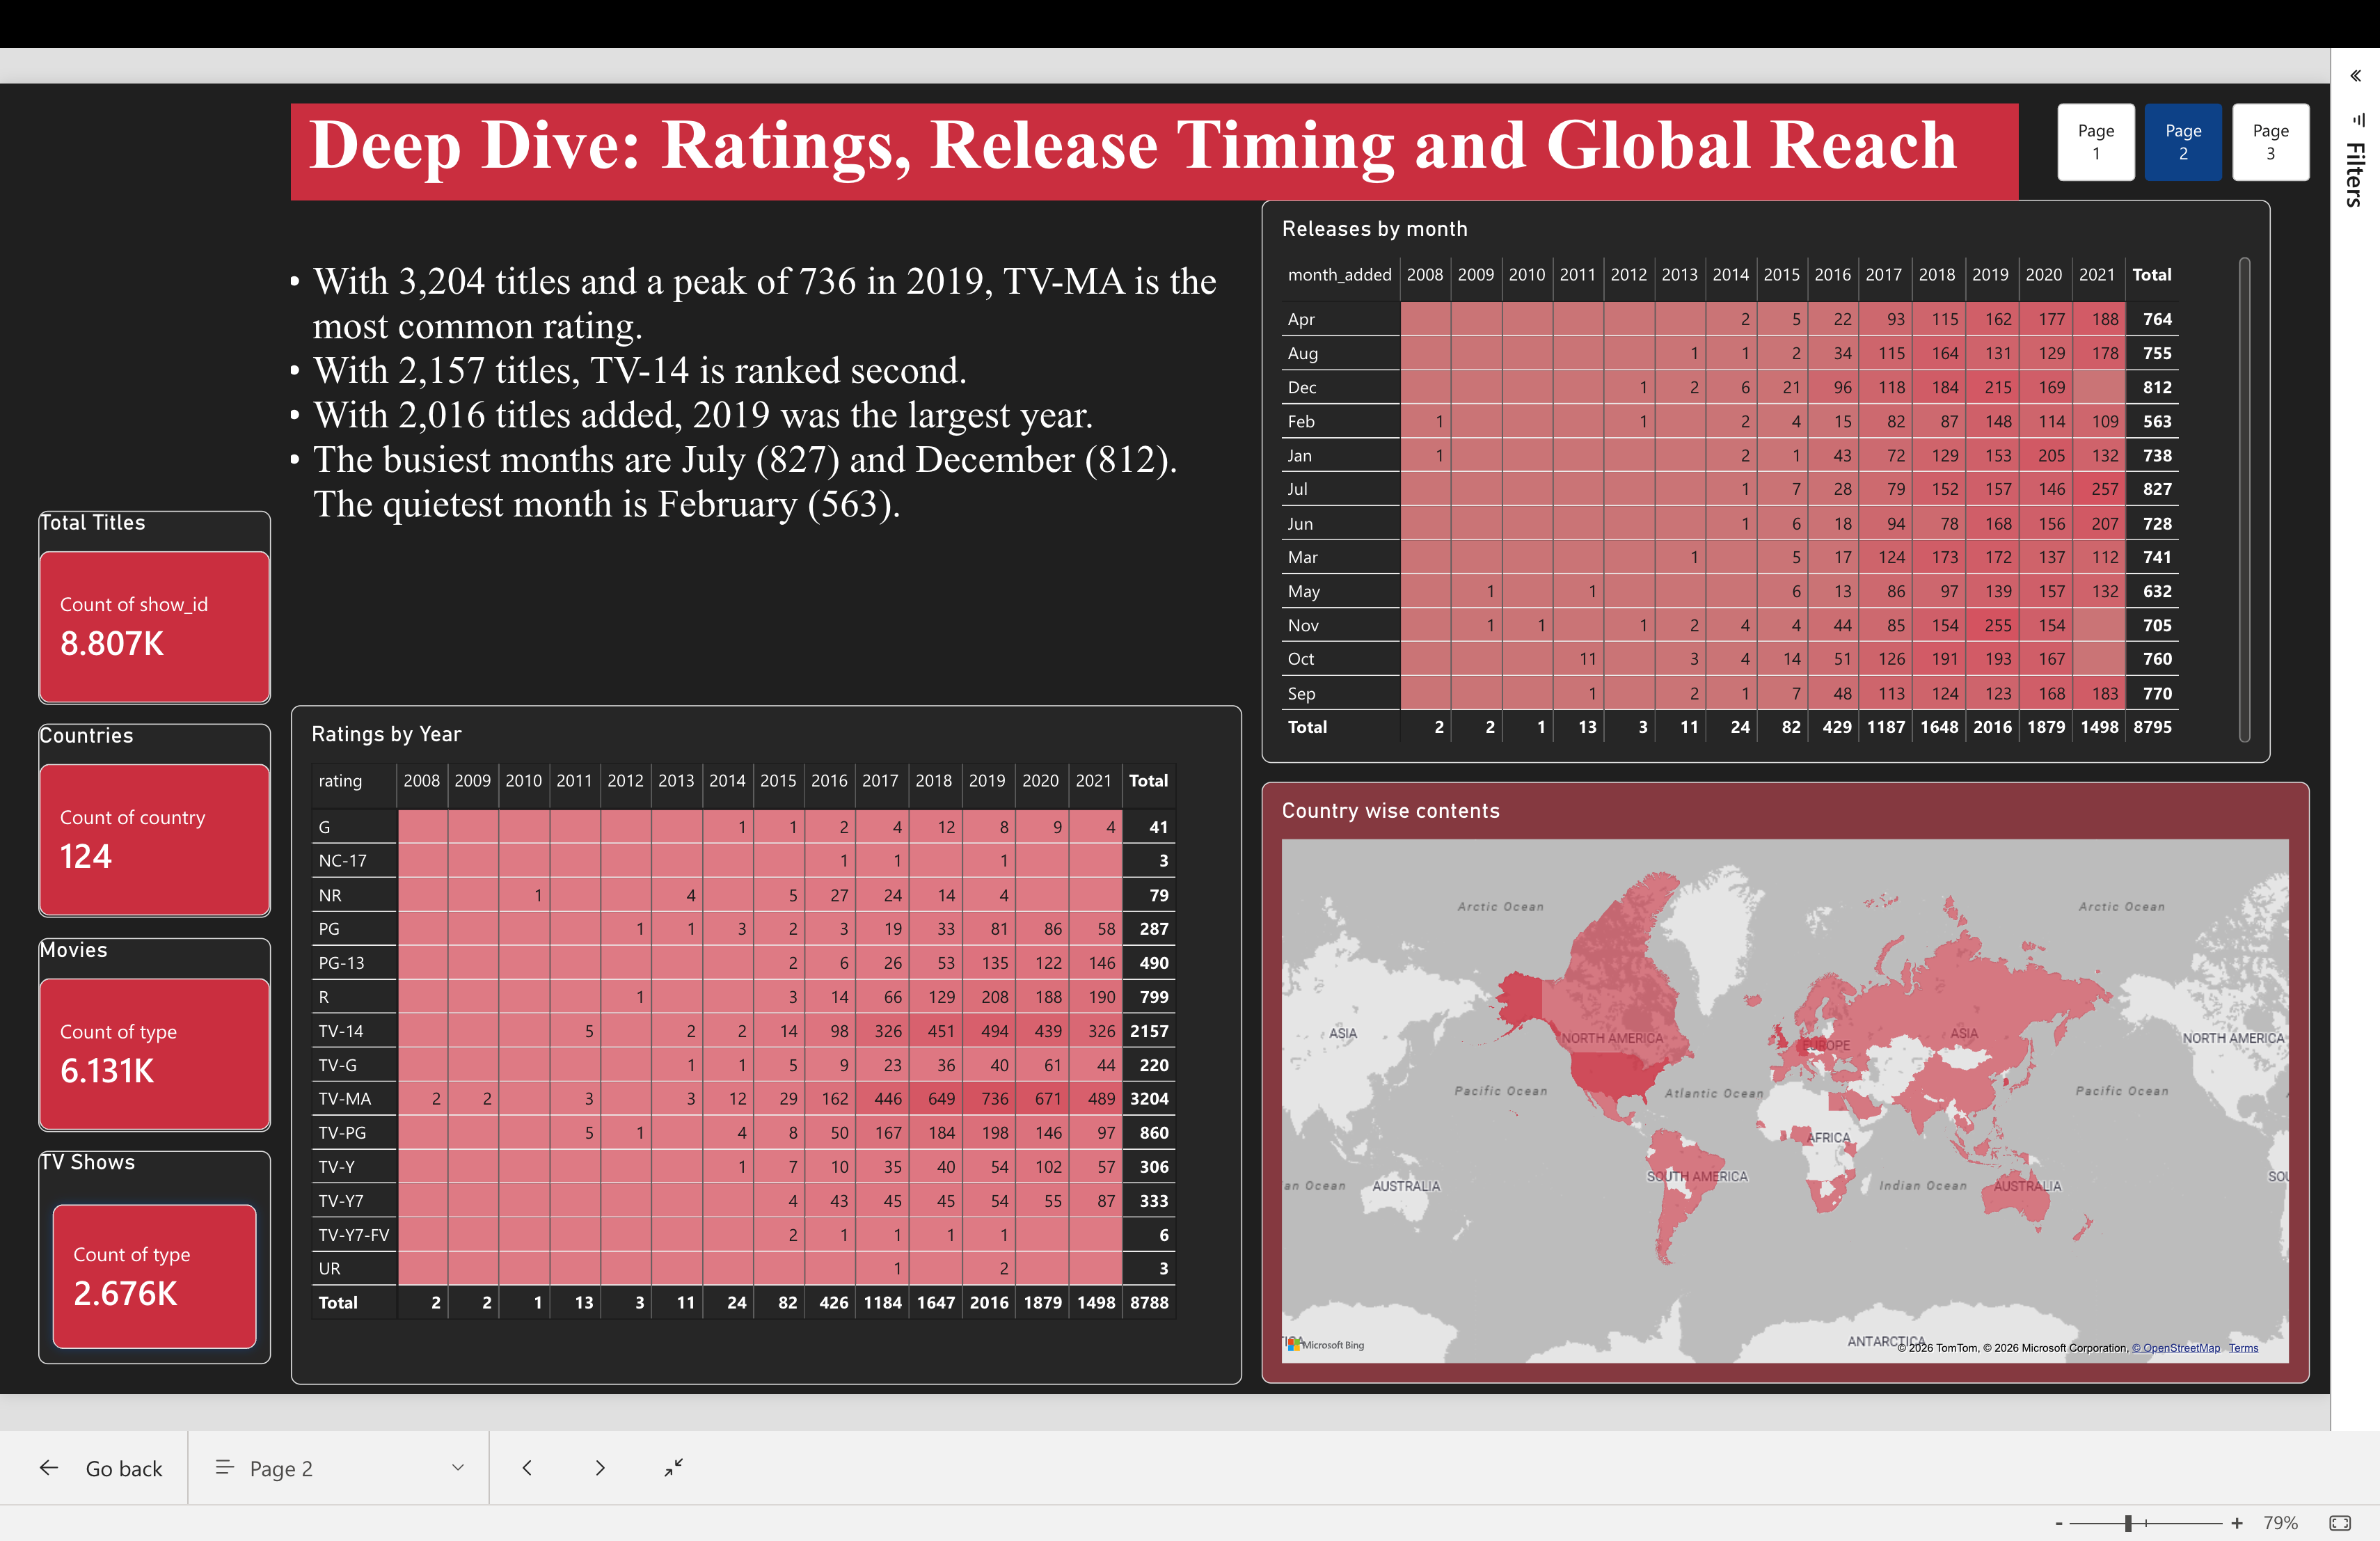 Deep Dive: Ratings, Release Timing and Global Reach
Page 1
Page 2
Page 3
«
Filters
• With 3,204 titles and a peak of 736 in 2019, TV-MA is the
most common rating.
• With 2,157 titles, TV-14 is ranked second.
• With 2,016 titles added, 2019 was the largest year.
• The busiest months are July (827) and December (812).
The quietest month is February (563).
Total Titles
Count of show_id
8.807K
Countries
Count of country
124
Movies
Count of type
6.131K
TV Shows
Count of type
2.676K
Releases by month
month_added 2008 2009 2010 2011 2012 2013 2014 2015 2016 2017 2018 2019 2020 2021 Total
Apr 2 5 22 93 115 162 177 188 764
Aug 1 1 2 34 115 164 131 129 178 755
Dec 1 2 6 21 96 118 184 215 169 812
Feb 1 1 2 4 15 82 87 148 114 109 563
Jan 1 2 1 43 72 129 153 205 132 738
Jul 1 7 28 79 152 157 146 257 827
Jun 1 6 18 94 78 168 156 207 728
Mar 1 5 17 124 173 172 137 112 741
May 1 1 6 13 86 97 139 157 132 632
Nov 1 1 1 2 4 4 44 85 154 255 154 705
Oct 11 3 4 14 51 126 191 193 167 760
Sep 1 2 1 7 48 113 124 123 168 183 770
Total 2 2 1 13 3 11 24 82 429 1187 1648 2016 1879 1498 8795
Ratings by Year
rating 2008 2009 2010 2011 2012 2013 2014 2015 2016 2017 2018 2019 2020 2021 Total
G 1 1 2 4 12 8 9 4 41
NC-17 1 1 1 3
NR 1 4 5 27 24 14 4 79
PG 1 1 3 2 3 19 33 81 86 58 287
PG-13 2 6 26 53 135 122 146 490
R 1 3 14 66 129 208 188 190 799
TV-14 5 2 2 14 98 326 451 494 439 326 2157
TV-G 1 1 5 9 23 36 40 61 44 220
TV-MA 2 2 3 3 12 29 162 446 649 736 671 489 3204
TV-PG 5 1 4 8 50 167 184 198 146 97 860
TV-Y 1 7 10 35 40 54 102 57 306
TV-Y7 4 43 45 45 54 55 87 333
TV-Y7-FV 2 1 1 1 1 6
UR 1 2 3
Total 2 2 1 13 3 11 24 82 426 1184 1647 2016 1879 1498 8788
Country wise contents
Arctic Ocean
Arctic Ocean
ASIA
NORTH AMERICA
EUROPE
ASIA
NORTH AMERICA
Pacific Ocean
Atlantic Ocean
Pacific Ocean
AFRICA
an Ocean
AUSTRALIA
SOUTH AMERICA
Indian Ocean
AUSTRALIA
SOU
ANTARCTICA
Microsoft Bing
© 2026 TomTom, © 2026 Microsoft Corporation, © OpenStreetMap Terms
Go back
Page 2
- + 79%